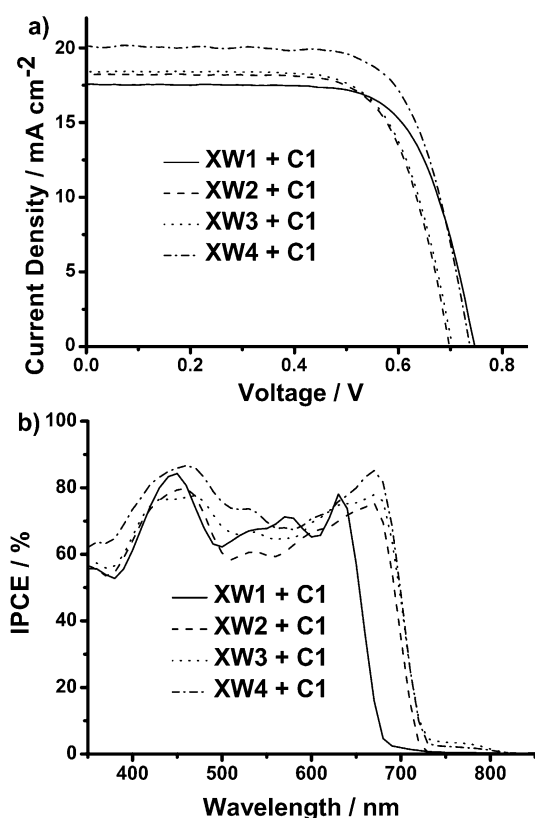 a)
20
15
10
5
0
0.0 0.2 0.4 0.6 0.8
Current Density / mA cm⁻²
Voltage / V
XW1 + C1
XW2 + C1
XW3 + C1
XW4 + C1
b)
100
80
60
40
20
0
400 500 600 700 800
IPCE / %
Wavelength / nm
XW1 + C1
XW2 + C1
XW3 + C1
XW4 + C1